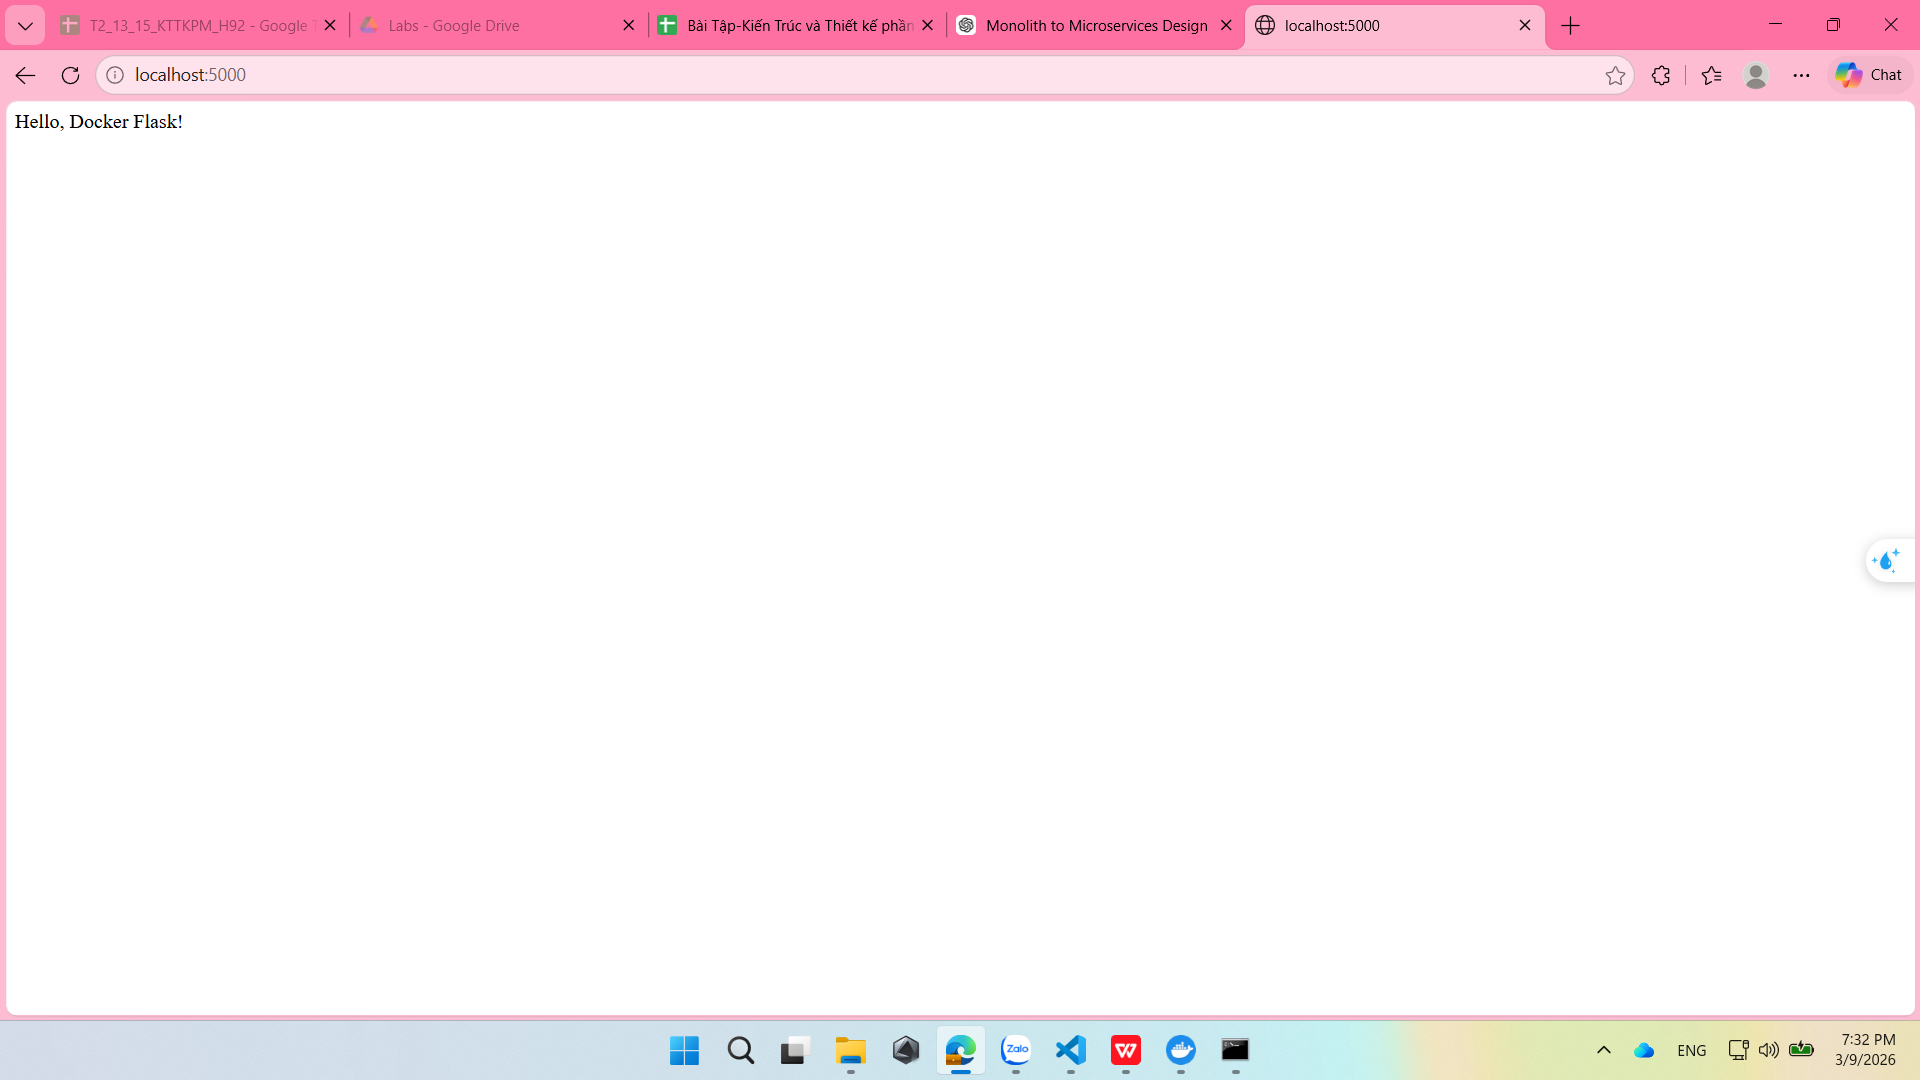 T2_13_15_KTTKPM_H92 - Google
Labs - Google Drive
Bài Tập-Kiến Trúc và Thiết kế phần
Monolith to Microservices Design
localhost:5000
localhost:5000
Chat
Hello, Docker Flask!
Zalo
W
ENG
7:32 PM
3/9/2026